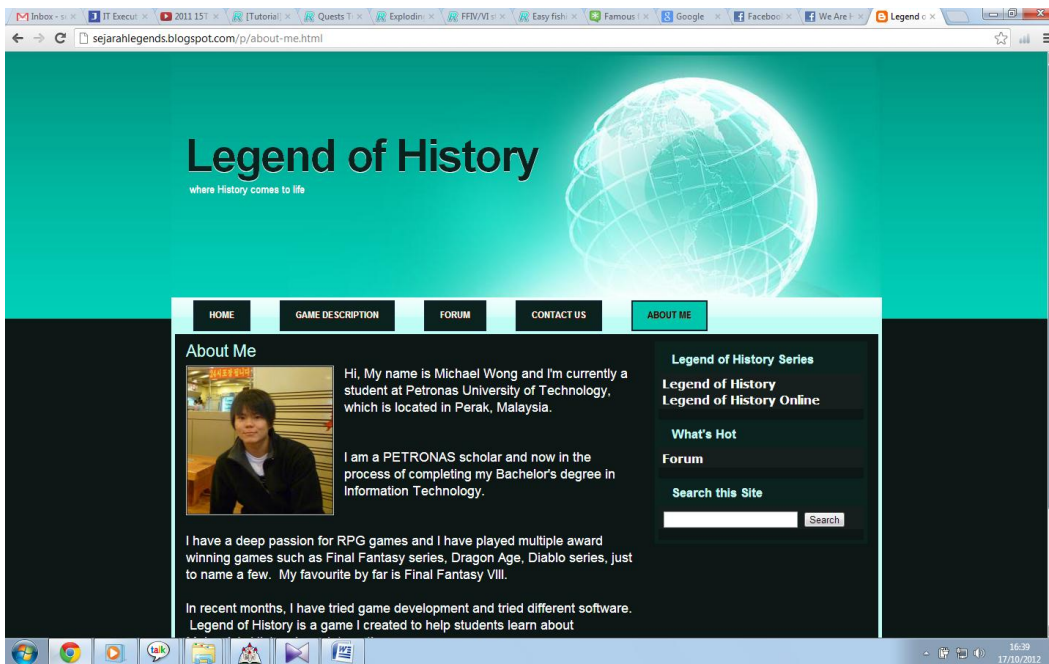 Inbox - s
IT Execut
2011 15T
[Tutorial]
Quests T
Explodin
FFIV/VI s
Easy fish
Famous
Google
Facebool
We Are H
Legend o
sejarahlegends.blogspot.com/p/about-me.html
Legend of History
where History comes to life
HOME GAME DESCRIPTION FORUM CONTACT US ABOUT ME
About Me
Hi, My name is Michael Wong and I'm currently a
student at Petronas University of Technology,
which is located in Perak, Malaysia.
I am a PETRONAS scholar and now in the
process of completing my Bachelor's degree in
Information Technology.
I have a deep passion for RPG games and I have played multiple award
winning games such as Final Fantasy series, Dragon Age, Diablo series, just
to name a few. My favourite by far is Final Fantasy VIII.
In recent months, I have tried game development and tried different software.
Legend of History is a game I created to help students learn about
Legend of History Series
Legend of History
Legend of History Online
What's Hot
Forum
Search this Site
Search
talk
16:39
17/10/2012